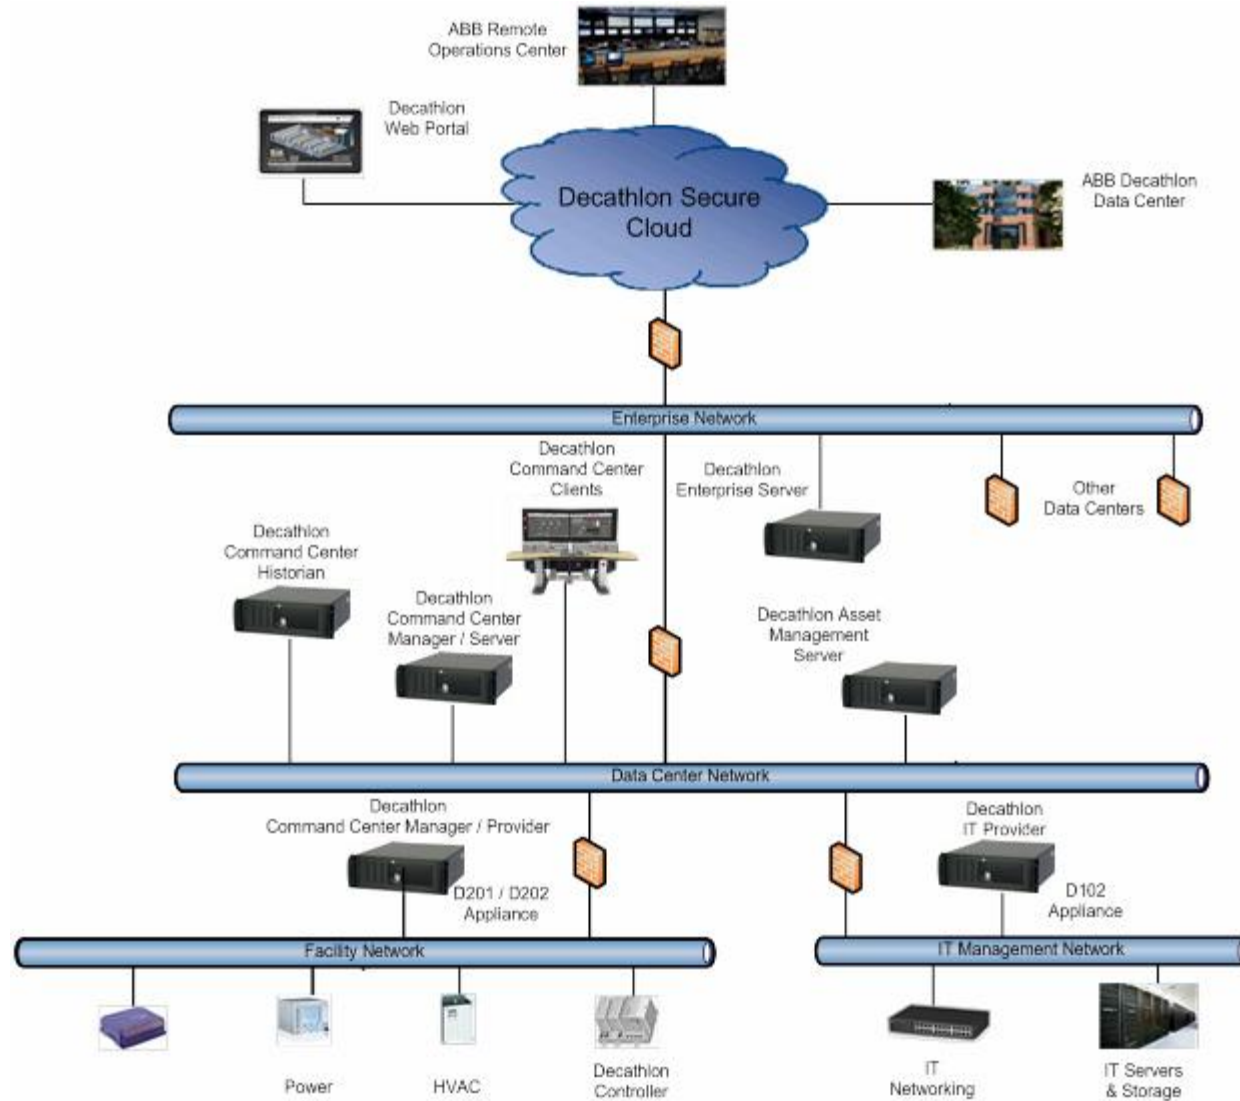 ABB Remote
Operations Center
Decathlon
Web Portal
Decathlon Secure
Cloud
ABB Decathlon
Data Center
Enterprise Network
Decathlon
Command Center
Clients
Decathlon
Enterprise Server
Other
Data Centers
Decathlon
Command Center
Historian
Decathlon
Command Center
Manager / Server
Decathlon Asset
Management
Server
Data Center Network
Decathlon
Command Center Manager / Provider
Decathlon
IT Provider
D201 / D202
Appliance
D102
Appliance
Facility Network
IT Management Network
Power
HVAC
Decathlon
Controller
IT
Networking
IT Servers
& Storage